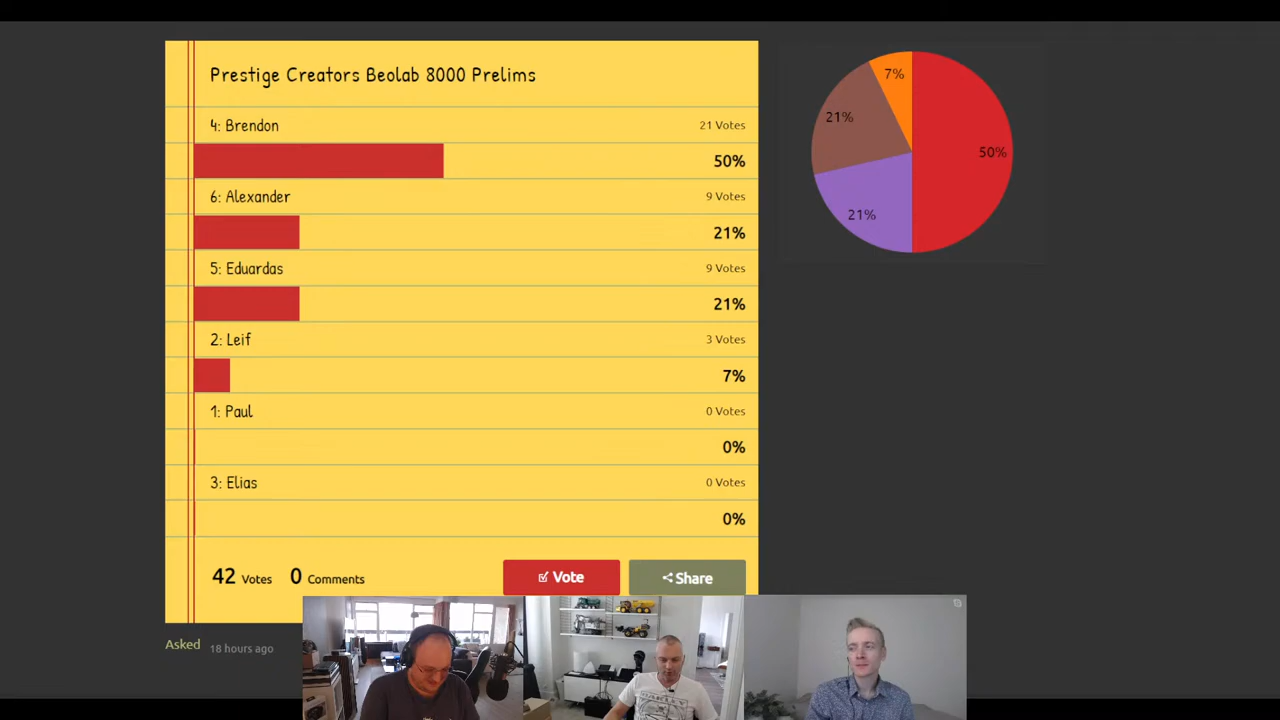 Prestige Creators Beolab 8000 Prelims
4: Brendon 21 Votes
50%
6: Alexander 9 Votes
21%
5: Eduardas 9 Votes
21%
2: Leif 3 Votes
7%
1: Paul 0 Votes
0%
3: Elias 0 Votes
0%
42 Votes 0 Comments
Vote
Share
Asked 18 hours ago
7%
21%
50%
21%